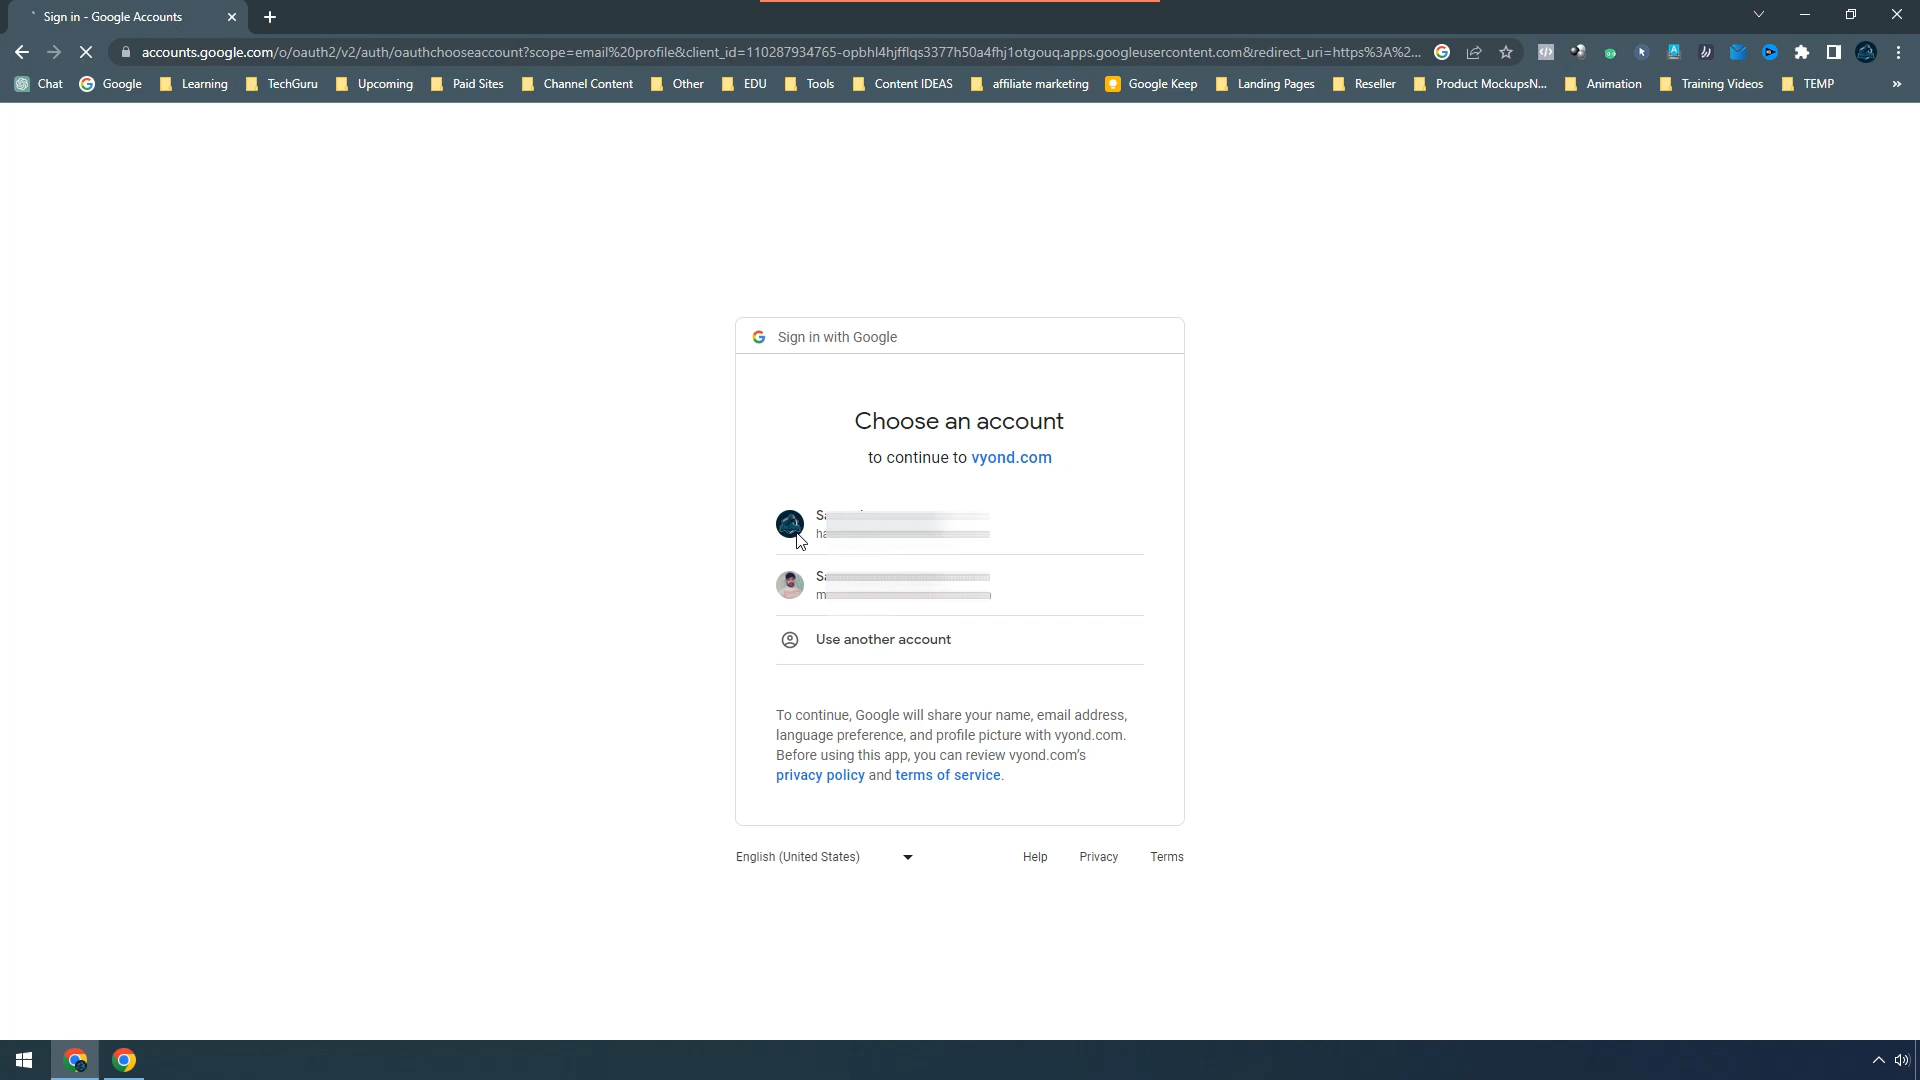 Sign in - Google Accounts
accounts.google.com/o/oauth2/v2/auth/oauthchooseaccount?scope=email%20profile&client_id=110287934765-opbhl4hjfflqs3377h50a4fhj1otgouq.apps.googleusercontent.com&redirect_uri=https%3A%2...
Chat Google Learning TechGuru Upcoming Paid Sites Channel Content Other EDU Tools Content IDEAS affiliate marketing Google Keep Landing Pages Reseller Product MockupsN... Animation Training Videos TEMP »
Sign in with Google
Choose an account
to continue to vyond.com
Use another account
To continue, Google will share your name, email address,
language preference, and profile picture with vyond.com.
Before using this app, you can review vyond.com's
privacy policy and terms of service.
English (United States) Help Privacy Terms